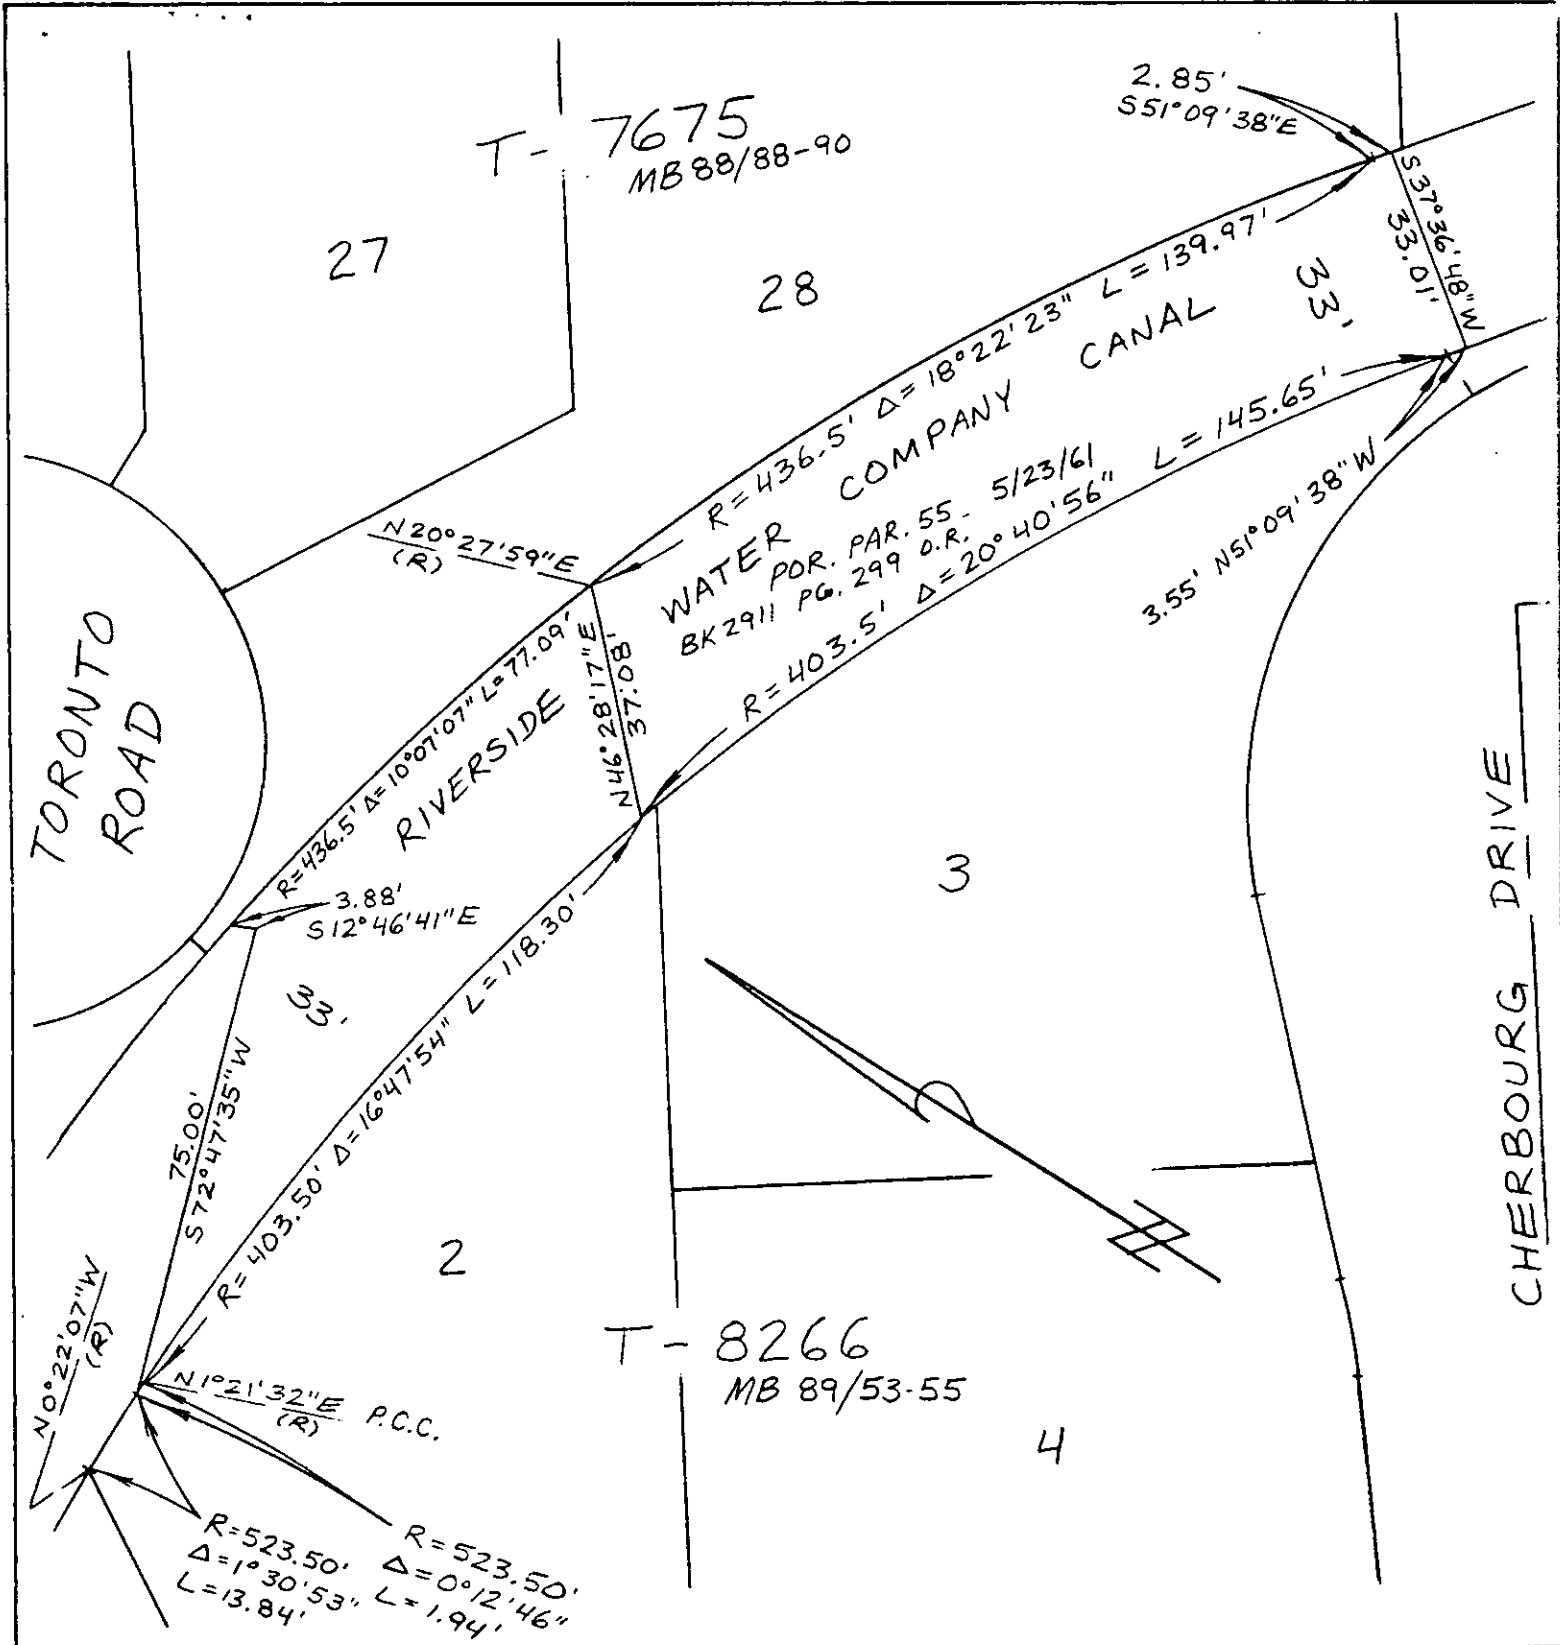 T- 7675
MB 88/88-90
2.85'
S51°09'38"E
27
28
S37°36'48"W
33.01'
33'
R=436.5' Δ=18°22'23" L=139.97'
RIVERSIDE WATER COMPANY CANAL
POR. PAR. 55 - 5/23/61
BK 2911 PG. 299 O.R.
R=403.5' Δ=20°40'56" L=145.65'
3.55' N51°09'38"W
N20°27'59"E
(R)
TORONTO
ROAD
R=436.5' Δ=10°07'07" L=77.09'
N46°28'17"E
37.08'
3.88'
S12°46'41"E
33'
3
CHERBOURG DRIVE
75.00'
S72°47'35"W
R=403.50' Δ=16°47'54" L=118.30'
2
T- 8266
MB 89/53-55
4
N
N0°22'07"W
(R)
N1°21'32"E P.C.C.
(R)
R=523.50'
Δ=1°30'53"
L=13.84'
R=523.50'
Δ=0°12'46"
L=1.94'